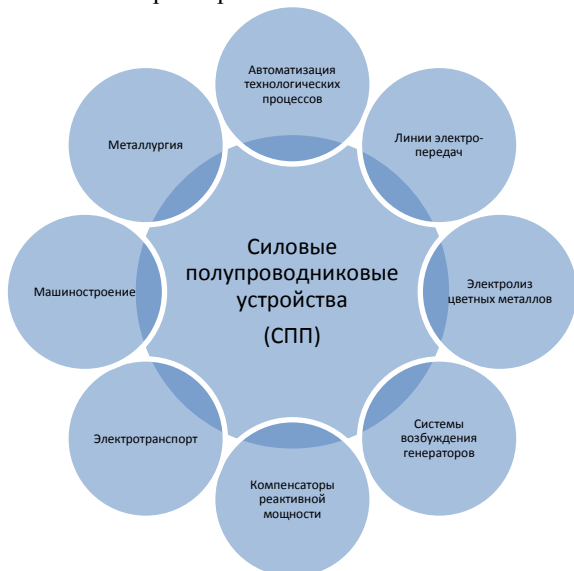 Автоматизация
технологических
процессов
Линии электро-
передач
Электролиз
цветных металлов
Системы
возбуждения
генераторов
Компенсаторы
реактивной
мощности
Электротранспорт
Машиностроение
Металлургия
Силовые
полупроводниковые
устройства
(СПП)